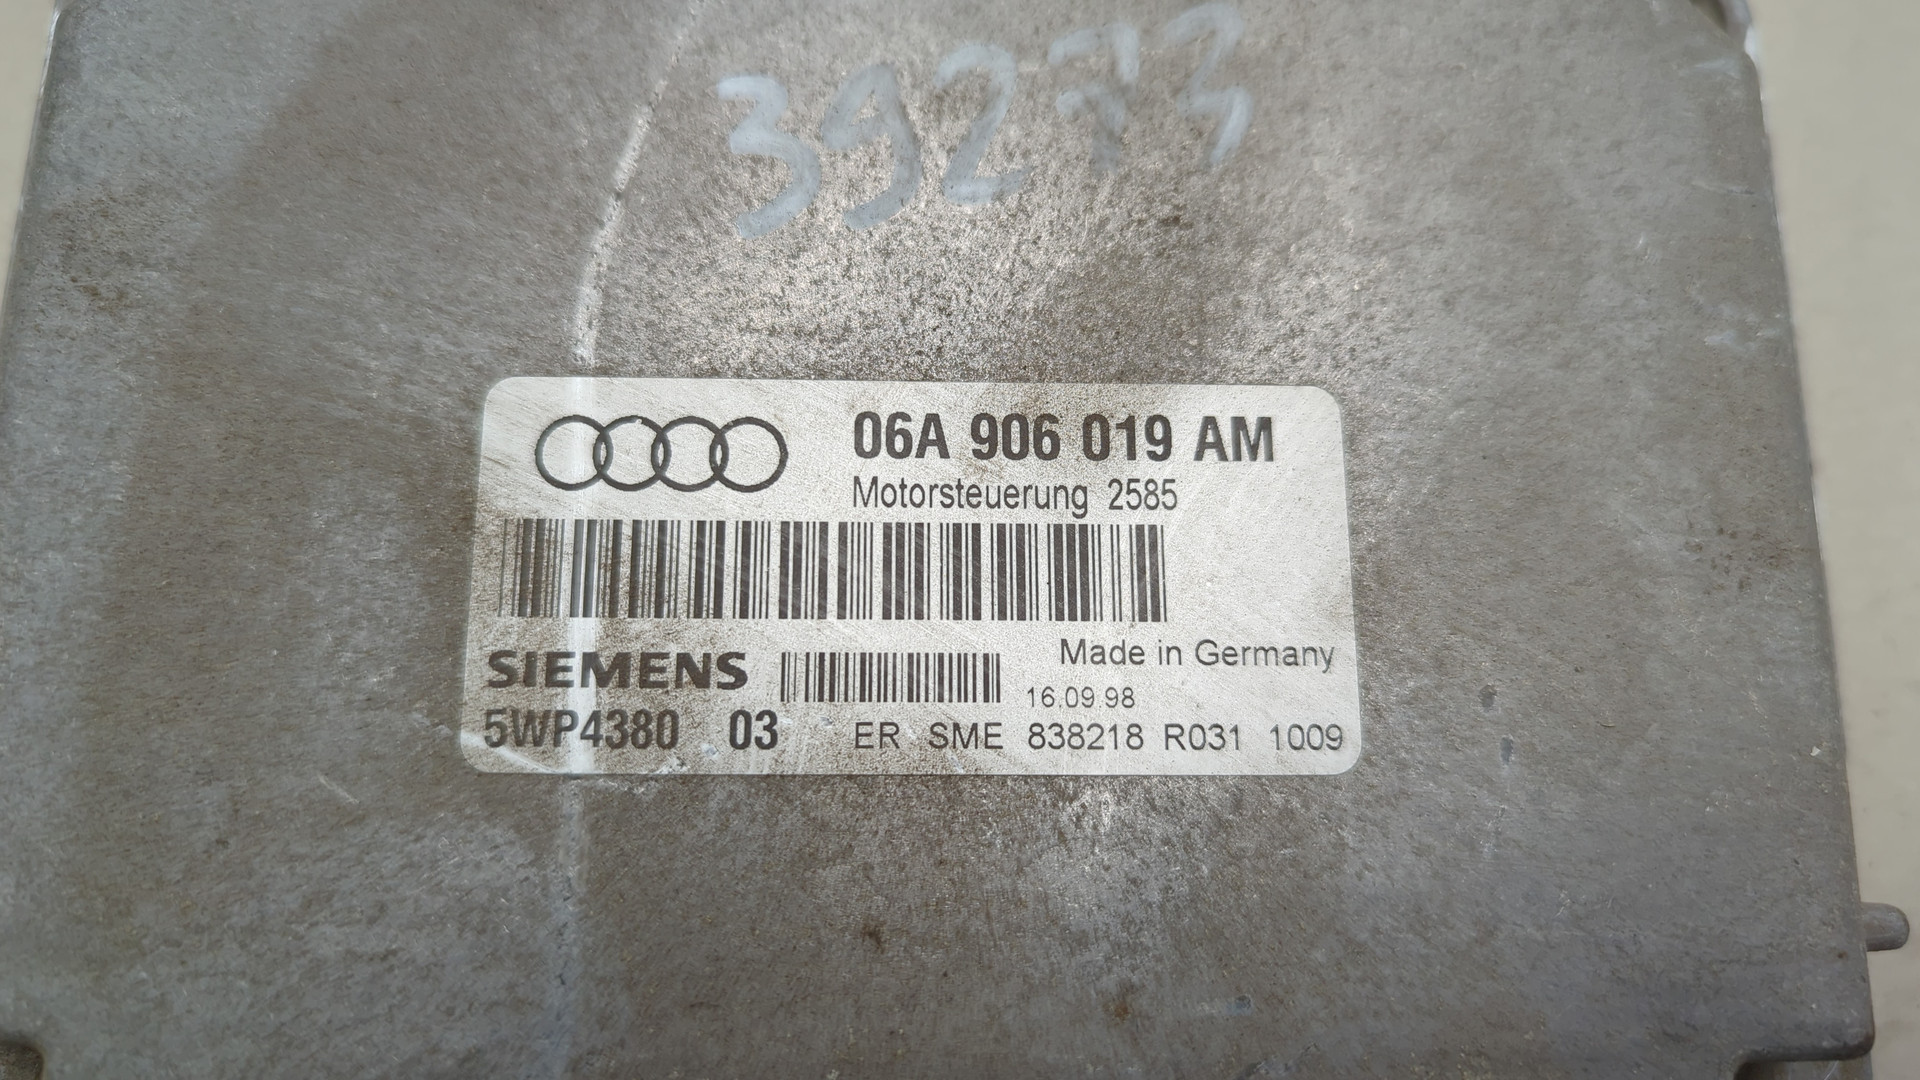 39273
06A 906 019 AM
Motorsteuerung 2585
Made in Germany
SIEMENS
16.09.98
5WP4380 03 ER SME 838218 R031 1009